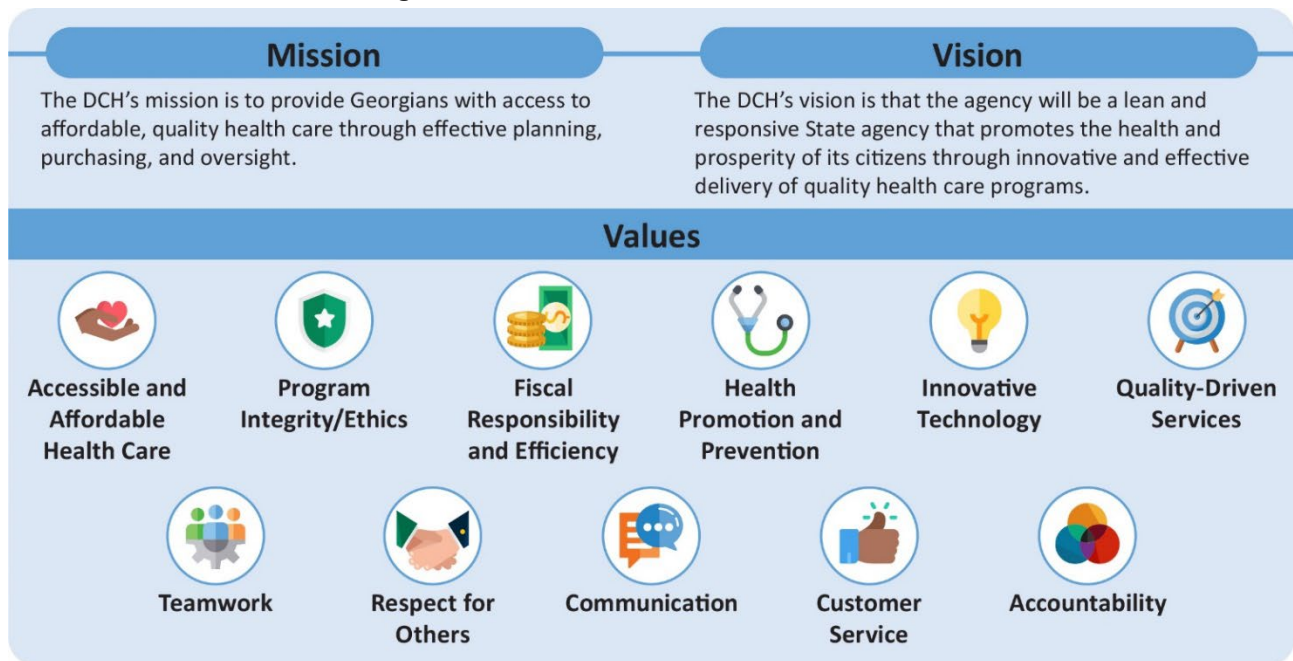 Mission
The DCH's mission is to provide Georgians with access to
affordable, quality health care through effective planning,
purchasing, and oversight.
Vision
The DCH's vision is that the agency will be a lean and
responsive State agency that promotes the health and
prosperity of its citizens through innovative and effective
delivery of quality health care programs.
Values
Accessible and
Affordable
Health Care
Program
Integrity/Ethics
Fiscal
Responsibility
and Efficiency
Health
Promotion and
Prevention
Innovative
Technology
Quality-Driven
Services
Teamwork
Respect for
Others
Communication
Customer
Service
Accountability